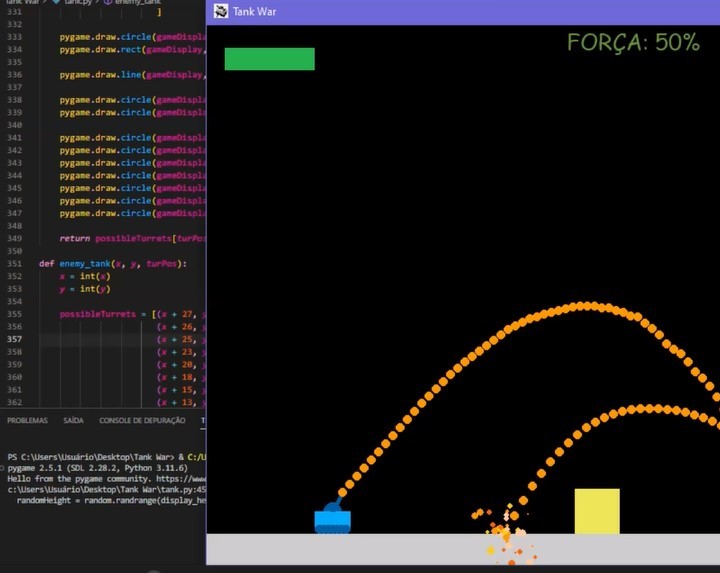 Tank War > tank.py > enemy_tank
331 ]
332
333 pygame.draw.circle(gameDispla
334 pygame.draw.rect(gameDisplay,
335
336 pygame.draw.line(gameDisplay,
337
338 pygame.draw.circle(gameDispla
339 pygame.draw.circle(gameDispla
340
341 pygame.draw.circle(gameDispl
342 pygame.draw.circle(gameDispl
343 pygame.draw.circle(gameDispl
344 pygame.draw.circle(gameDispl
345 pygame.draw.circle(gameDispl
346 pygame.draw.circle(gameDispl
347 pygame.draw.circle(gameDispl
348
349 return possibleTurrets[turPos
350
351 def enemy_tank(x, y, turPos):
352 x = int(x)
353 y = int(y)
354
355 possibleTurrets = [(x + 27, y
356 (x + 26, y
357 (x + 25, y
358 (x + 23, y
359 (x + 20, y
360 (x + 18, y
361 (x + 15, y
362 (x + 13, y
PROBLEMAS SAÍDA CONSOLE DE DEPURAÇÃO T
PS C:\Users\Usuário\Desktop\Tank War> & C:/U
pygame 2.5.1 (SDL 2.28.2, Python 3.11.6)
Hello from the pygame community. https://www
c:\Users\Usuário\Desktop\Tank War\tank.py:45
randomHeight = random.randrange(display_he
Tank War
FORÇA: 50%